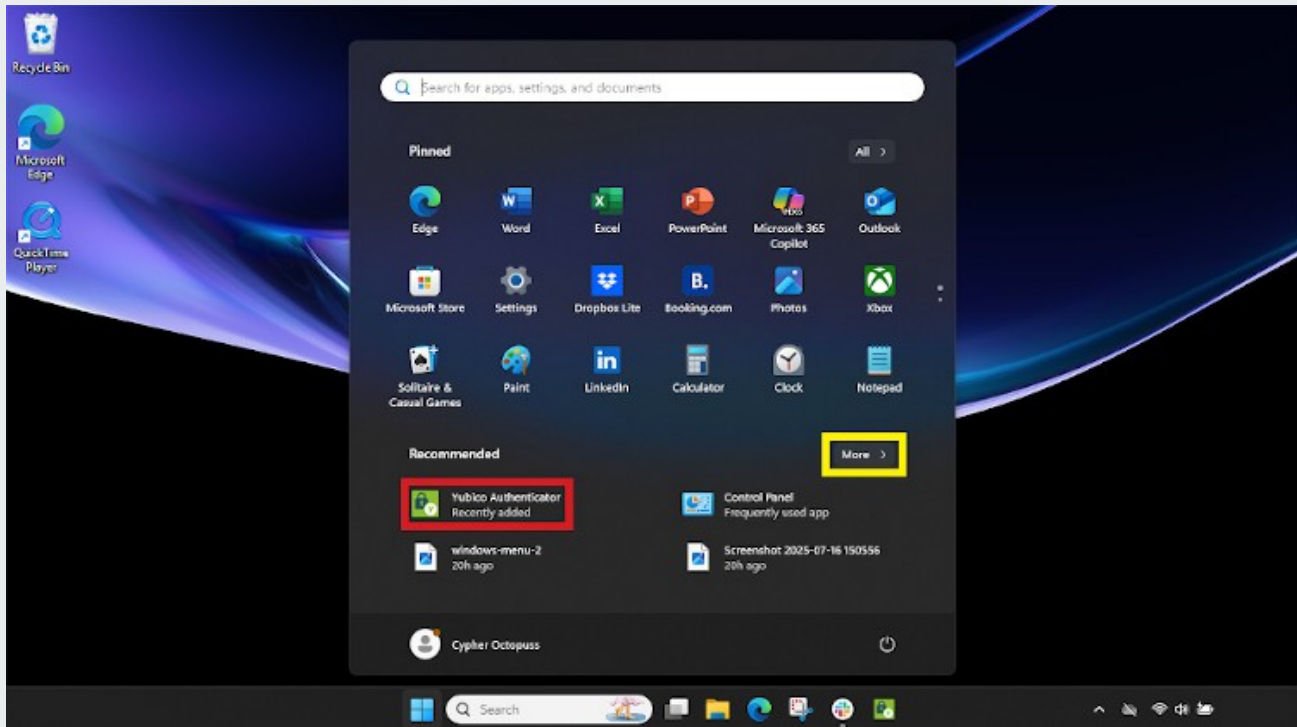 Recycle Bin
Microsoft
Edge
QuickTime
Player
Search for apps, settings, and documents
Pinned
All >
Edge
Word
Excel
PowerPoint
Microsoft 365
Copilot
Outlook
Microsoft Store
Settings
Dropbox Lite
Booking.com
Photos
Xbox
Solitaire &
Casual Games
Paint
LinkedIn
Calculator
Clock
Notepad
Recommended
More >
Yubico Authenticator
Recently added
Control Panel
Frequently used app
windows-menu-2
20h ago
Screenshot 2025-07-16 150556
20h ago
Cypher Octopuss
Search